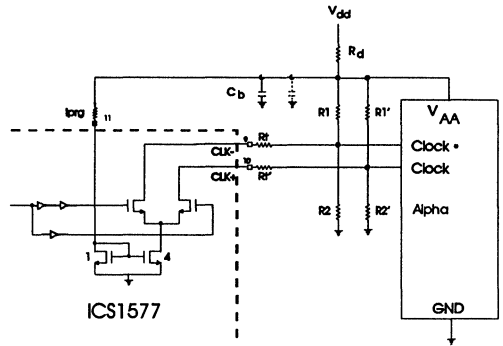 Vdd
Rd
Cb
Iprg
11
R1
R1'
VAA
9
Rt
CLK-
Clock •
10
CLK+
Rt'
Clock
R2
R2'
Alpha
1
4
ICS1577
GND